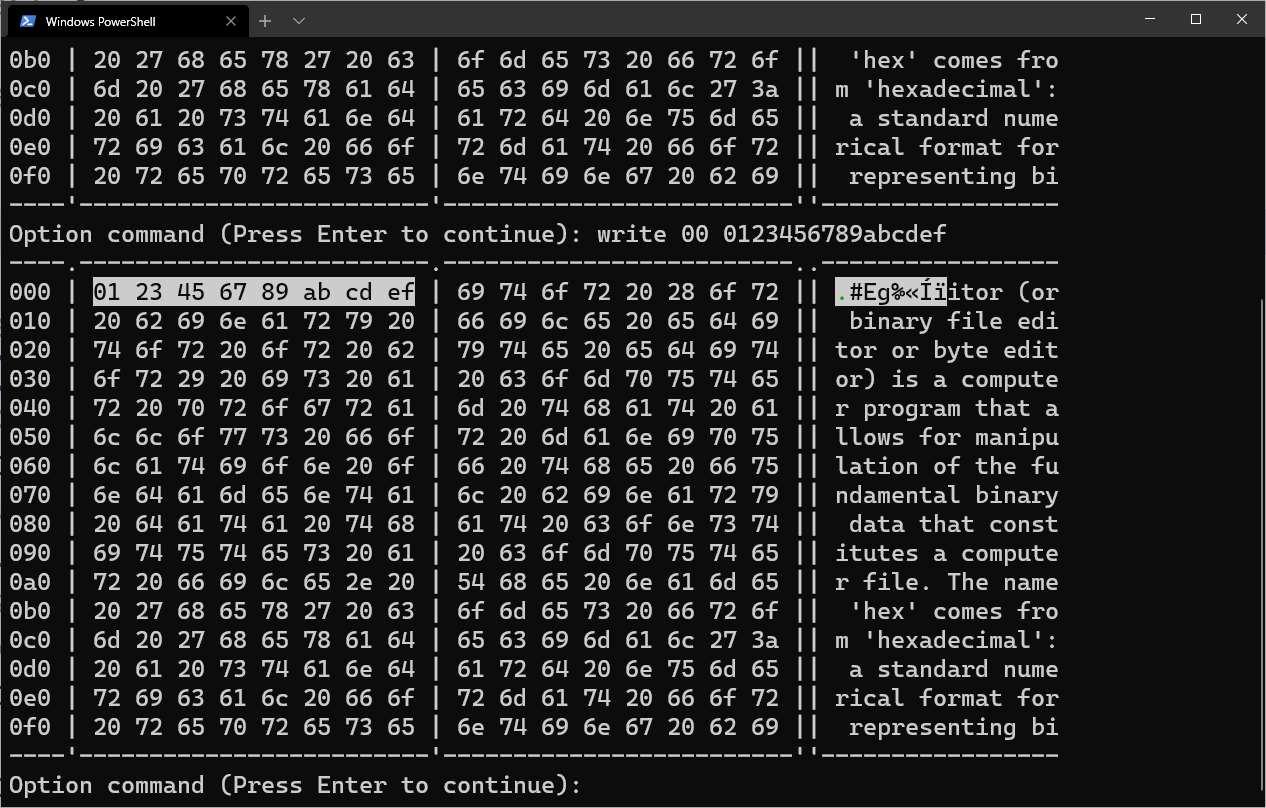 Windows PowerShell
0b0 | 20 27 68 65 78 27 20 63 | 6f 6d 65 73 20 66 72 6f ||  'hex' comes fro
0c0 | 6d 20 27 68 65 78 61 64 | 65 63 69 6d 61 6c 27 3a || m 'hexadecimal':
0d0 | 20 61 20 73 74 61 6e 64 | 61 72 64 20 6e 75 6d 65 ||  a standard nume
0e0 | 72 69 63 61 6c 20 66 6f | 72 6d 61 74 20 66 6f 72 || rical format for
0f0 | 20 72 65 70 72 65 73 65 | 6e 74 69 6e 67 20 62 69 ||  representing bi
----'-------------------------'-------------------------''-----------------
Option command (Press Enter to continue): write 00 0123456789abcdef
----.-------------------------.-------------------------..-----------------
000 | 01 23 45 67 89 ab cd ef | 69 74 6f 72 20 28 6f 72 || .#Eg‰«Íïitor (or
010 | 20 62 69 6e 61 72 79 20 | 66 69 6c 65 20 65 64 69 ||  binary file edi
020 | 74 6f 72 20 6f 72 20 62 | 79 74 65 20 65 64 69 74 || tor or byte edit
030 | 6f 72 29 20 69 73 20 61 | 20 63 6f 6d 70 75 74 65 || or) is a compute
040 | 72 20 70 72 6f 67 72 61 | 6d 20 74 68 61 74 20 61 || r program that a
050 | 6c 6c 6f 77 73 20 66 6f | 72 20 6d 61 6e 69 70 75 || llows for manipu
060 | 6c 61 74 69 6f 6e 20 6f | 66 20 74 68 65 20 66 75 || lation of the fu
070 | 6e 64 61 6d 65 6e 74 61 | 6c 20 62 69 6e 61 72 79 || ndamental binary
080 | 20 64 61 74 61 20 74 68 | 61 74 20 63 6f 6e 73 74 ||  data that const
090 | 69 74 75 74 65 73 20 61 | 20 63 6f 6d 70 75 74 65 || itutes a compute
0a0 | 72 20 66 69 6c 65 2e 20 | 54 68 65 20 6e 61 6d 65 || r file. The name
0b0 | 20 27 68 65 78 27 20 63 | 6f 6d 65 73 20 66 72 6f ||  'hex' comes fro
0c0 | 6d 20 27 68 65 78 61 64 | 65 63 69 6d 61 6c 27 3a || m 'hexadecimal':
0d0 | 20 61 20 73 74 61 6e 64 | 61 72 64 20 6e 75 6d 65 ||  a standard nume
0e0 | 72 69 63 61 6c 20 66 6f | 72 6d 61 74 20 66 6f 72 || rical format for
0f0 | 20 72 65 70 72 65 73 65 | 6e 74 69 6e 67 20 62 69 ||  representing bi
----'-------------------------'-------------------------''-----------------
Option command (Press Enter to continue):